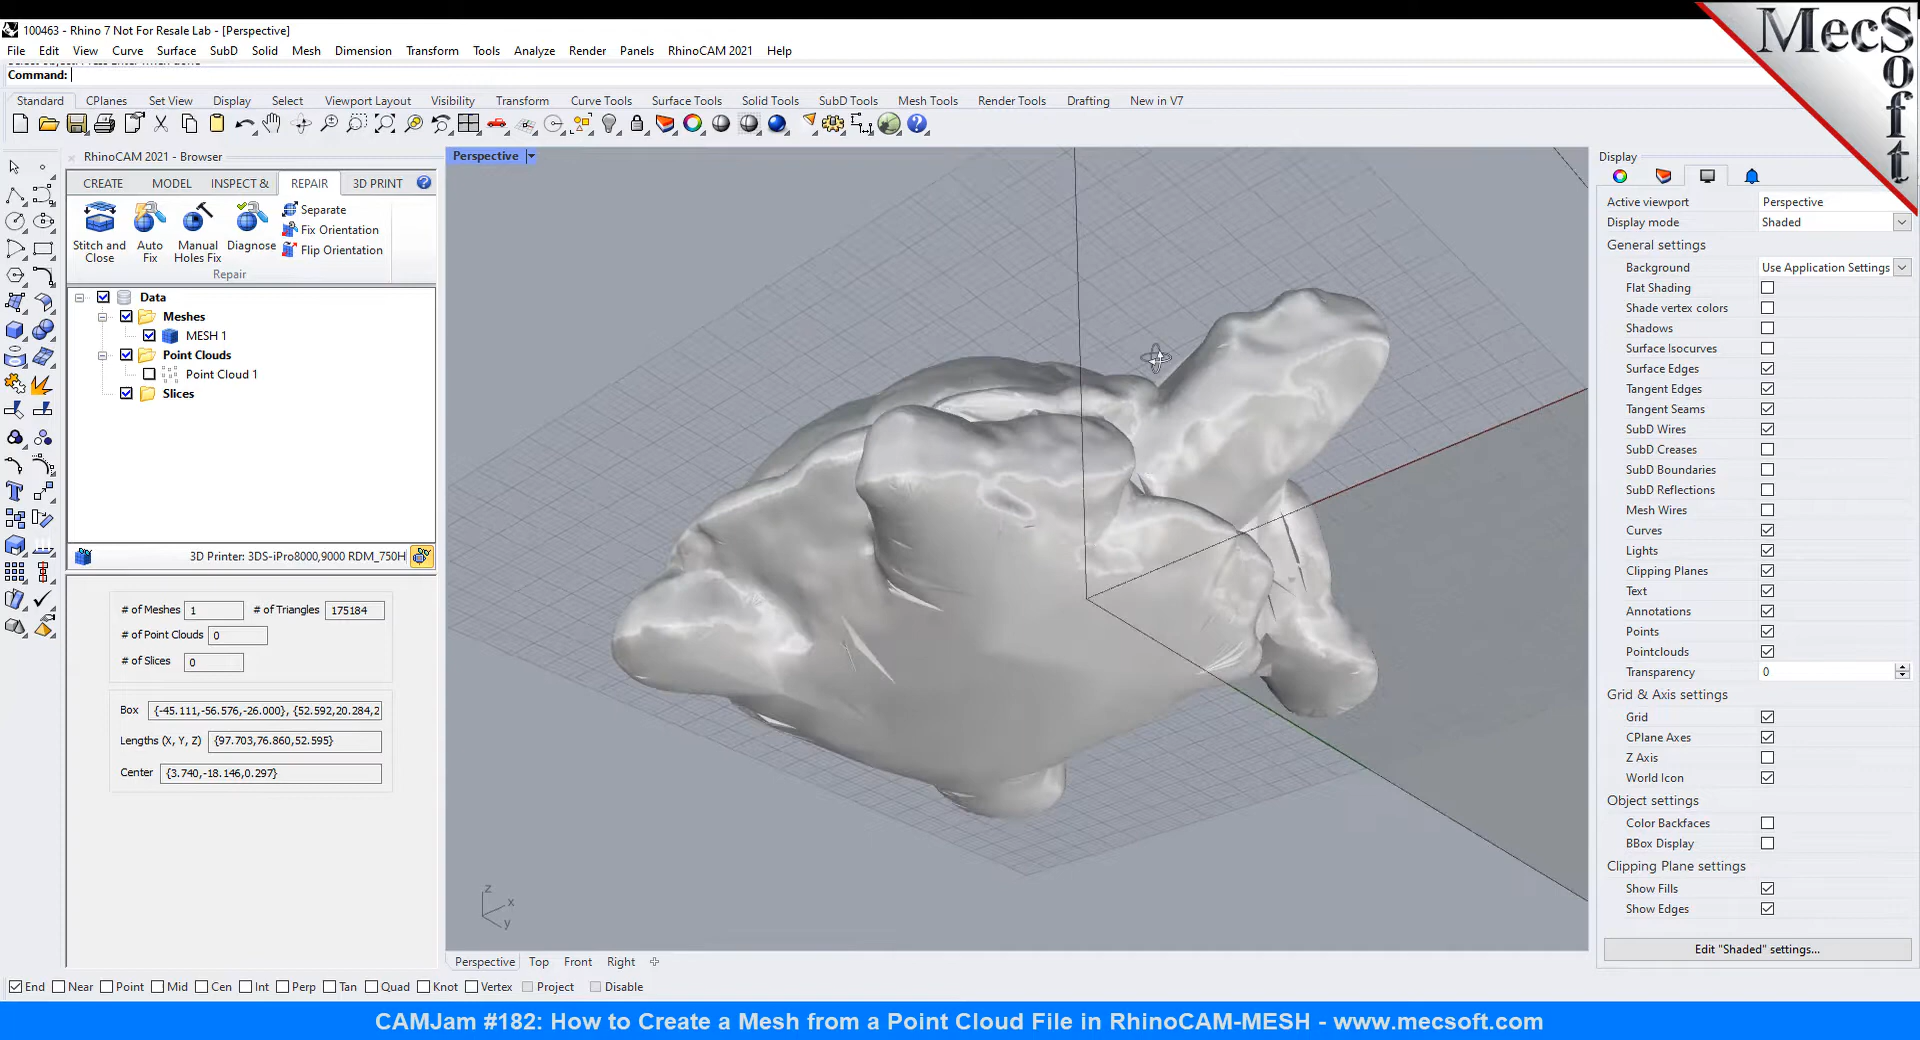 100463 - Rhino 7 Not For Resale Lab - [Perspective]
File Edit View Curve Surface SubD Solid Mesh Dimension Transform Tools Analyze Render Panels RhinoCAM 2021 Help
Command:
Standard CPlanes Set View Display Select Viewport Layout Visibility Transform Curve Tools Surface Tools Solid Tools SubD Tools Mesh Tools Render Tools Drafting New in V7
MecSoft
RhinoCAM 2021 - Browser
CREATE MODEL INSPECT & REPAIR 3D PRINT
Stitch and Close
Auto Fix
Manual Holes Fix
Diagnose
Separate
Fix Orientation
Flip Orientation
Repair
Data
Meshes
MESH 1
Point Clouds
Point Cloud 1
Slices
3D Printer: 3DS-iPro8000,9000 RDM_750H
# of Meshes 1 # of Triangles 175184
# of Point Clouds 0
# of Slices 0
Box {-45.111,-56.576,-26.000}, {52.592,20.284,2
Lengths (X, Y, Z) {97.703,76.860,52.595}
Center {3.740,-18.146,0.297}
Perspective
z
x
y
Perspective Top Front Right
Display
Active viewport Perspective
Display mode Shaded
General settings
Background Use Application Settings
Flat Shading
Shade vertex colors
Shadows
Surface Isocurves
Surface Edges
Tangent Edges
Tangent Seams
SubD Wires
SubD Creases
SubD Boundaries
SubD Reflections
Mesh Wires
Curves
Lights
Clipping Planes
Text
Annotations
Points
Pointclouds
Transparency 0
Grid & Axis settings
Grid
CPlane Axes
Z Axis
World Icon
Object settings
Color Backfaces
BBox Display
Clipping Plane settings
Show Fills
Show Edges
Edit "Shaded" settings...
End Near Point Mid Cen Int Perp Tan Quad Knot Vertex Project Disable
CAMJam #182: How to Create a Mesh from a Point Cloud File in RhinoCAM-MESH - www.mecsoft.com